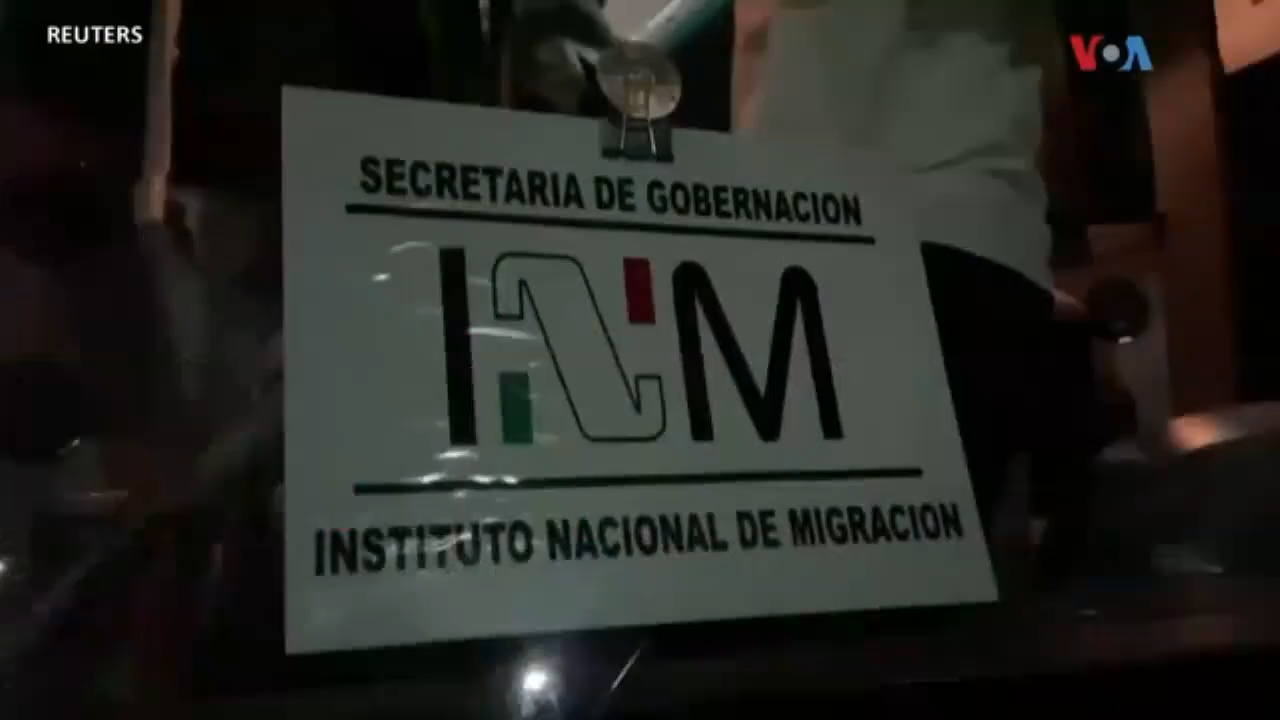 REUTERS
VOA
SECRETARIA DE GOBERNACION
INM
INSTITUTO NACIONAL DE MIGRACION